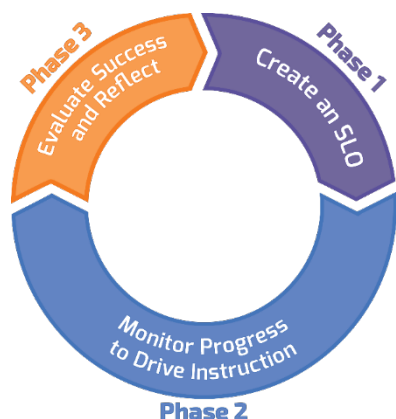 Phase 1
Create an SLO
Phase 2
Monitor Progress
to Drive Instruction
Phase 3
Evaluate Success
and Reflect